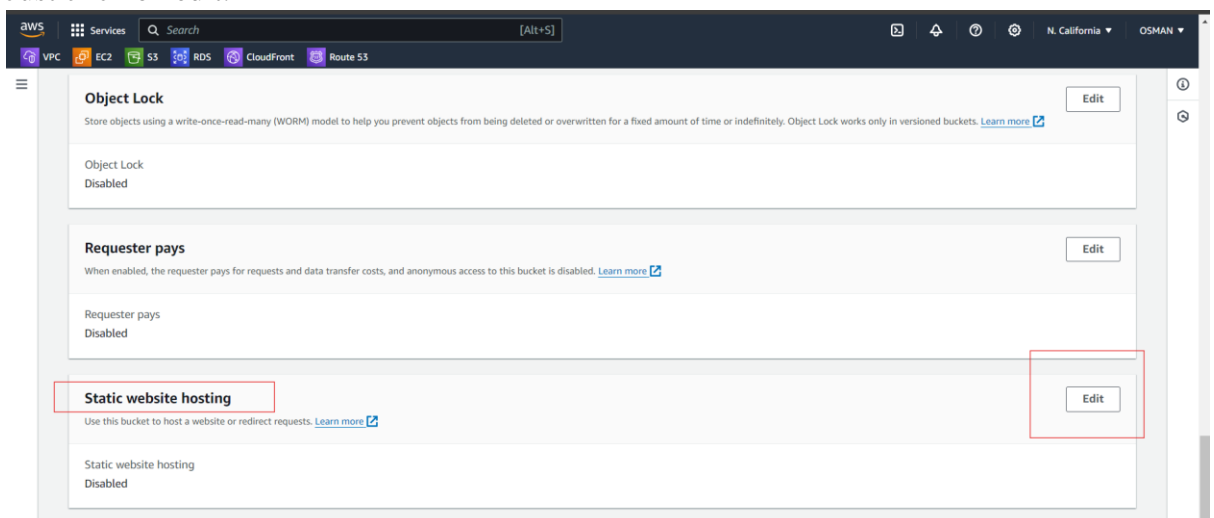 aws
Services
Search
[Alt+S]
N. California ▼
OSMAN ▼
VPC
EC2
S3
RDS
CloudFront
Route 53
Object Lock
Edit
Store objects using a write-once-read-many (WORM) model to help you prevent objects from being deleted or overwritten for a fixed amount of time or indefinitely. Object Lock works only in versioned buckets. Learn more
Object Lock
Disabled
Requester pays
Edit
When enabled, the requester pays for requests and data transfer costs, and anonymous access to this bucket is disabled. Learn more
Requester pays
Disabled
Static website hosting
Edit
Use this bucket to host a website or redirect requests. Learn more
Static website hosting
Disabled